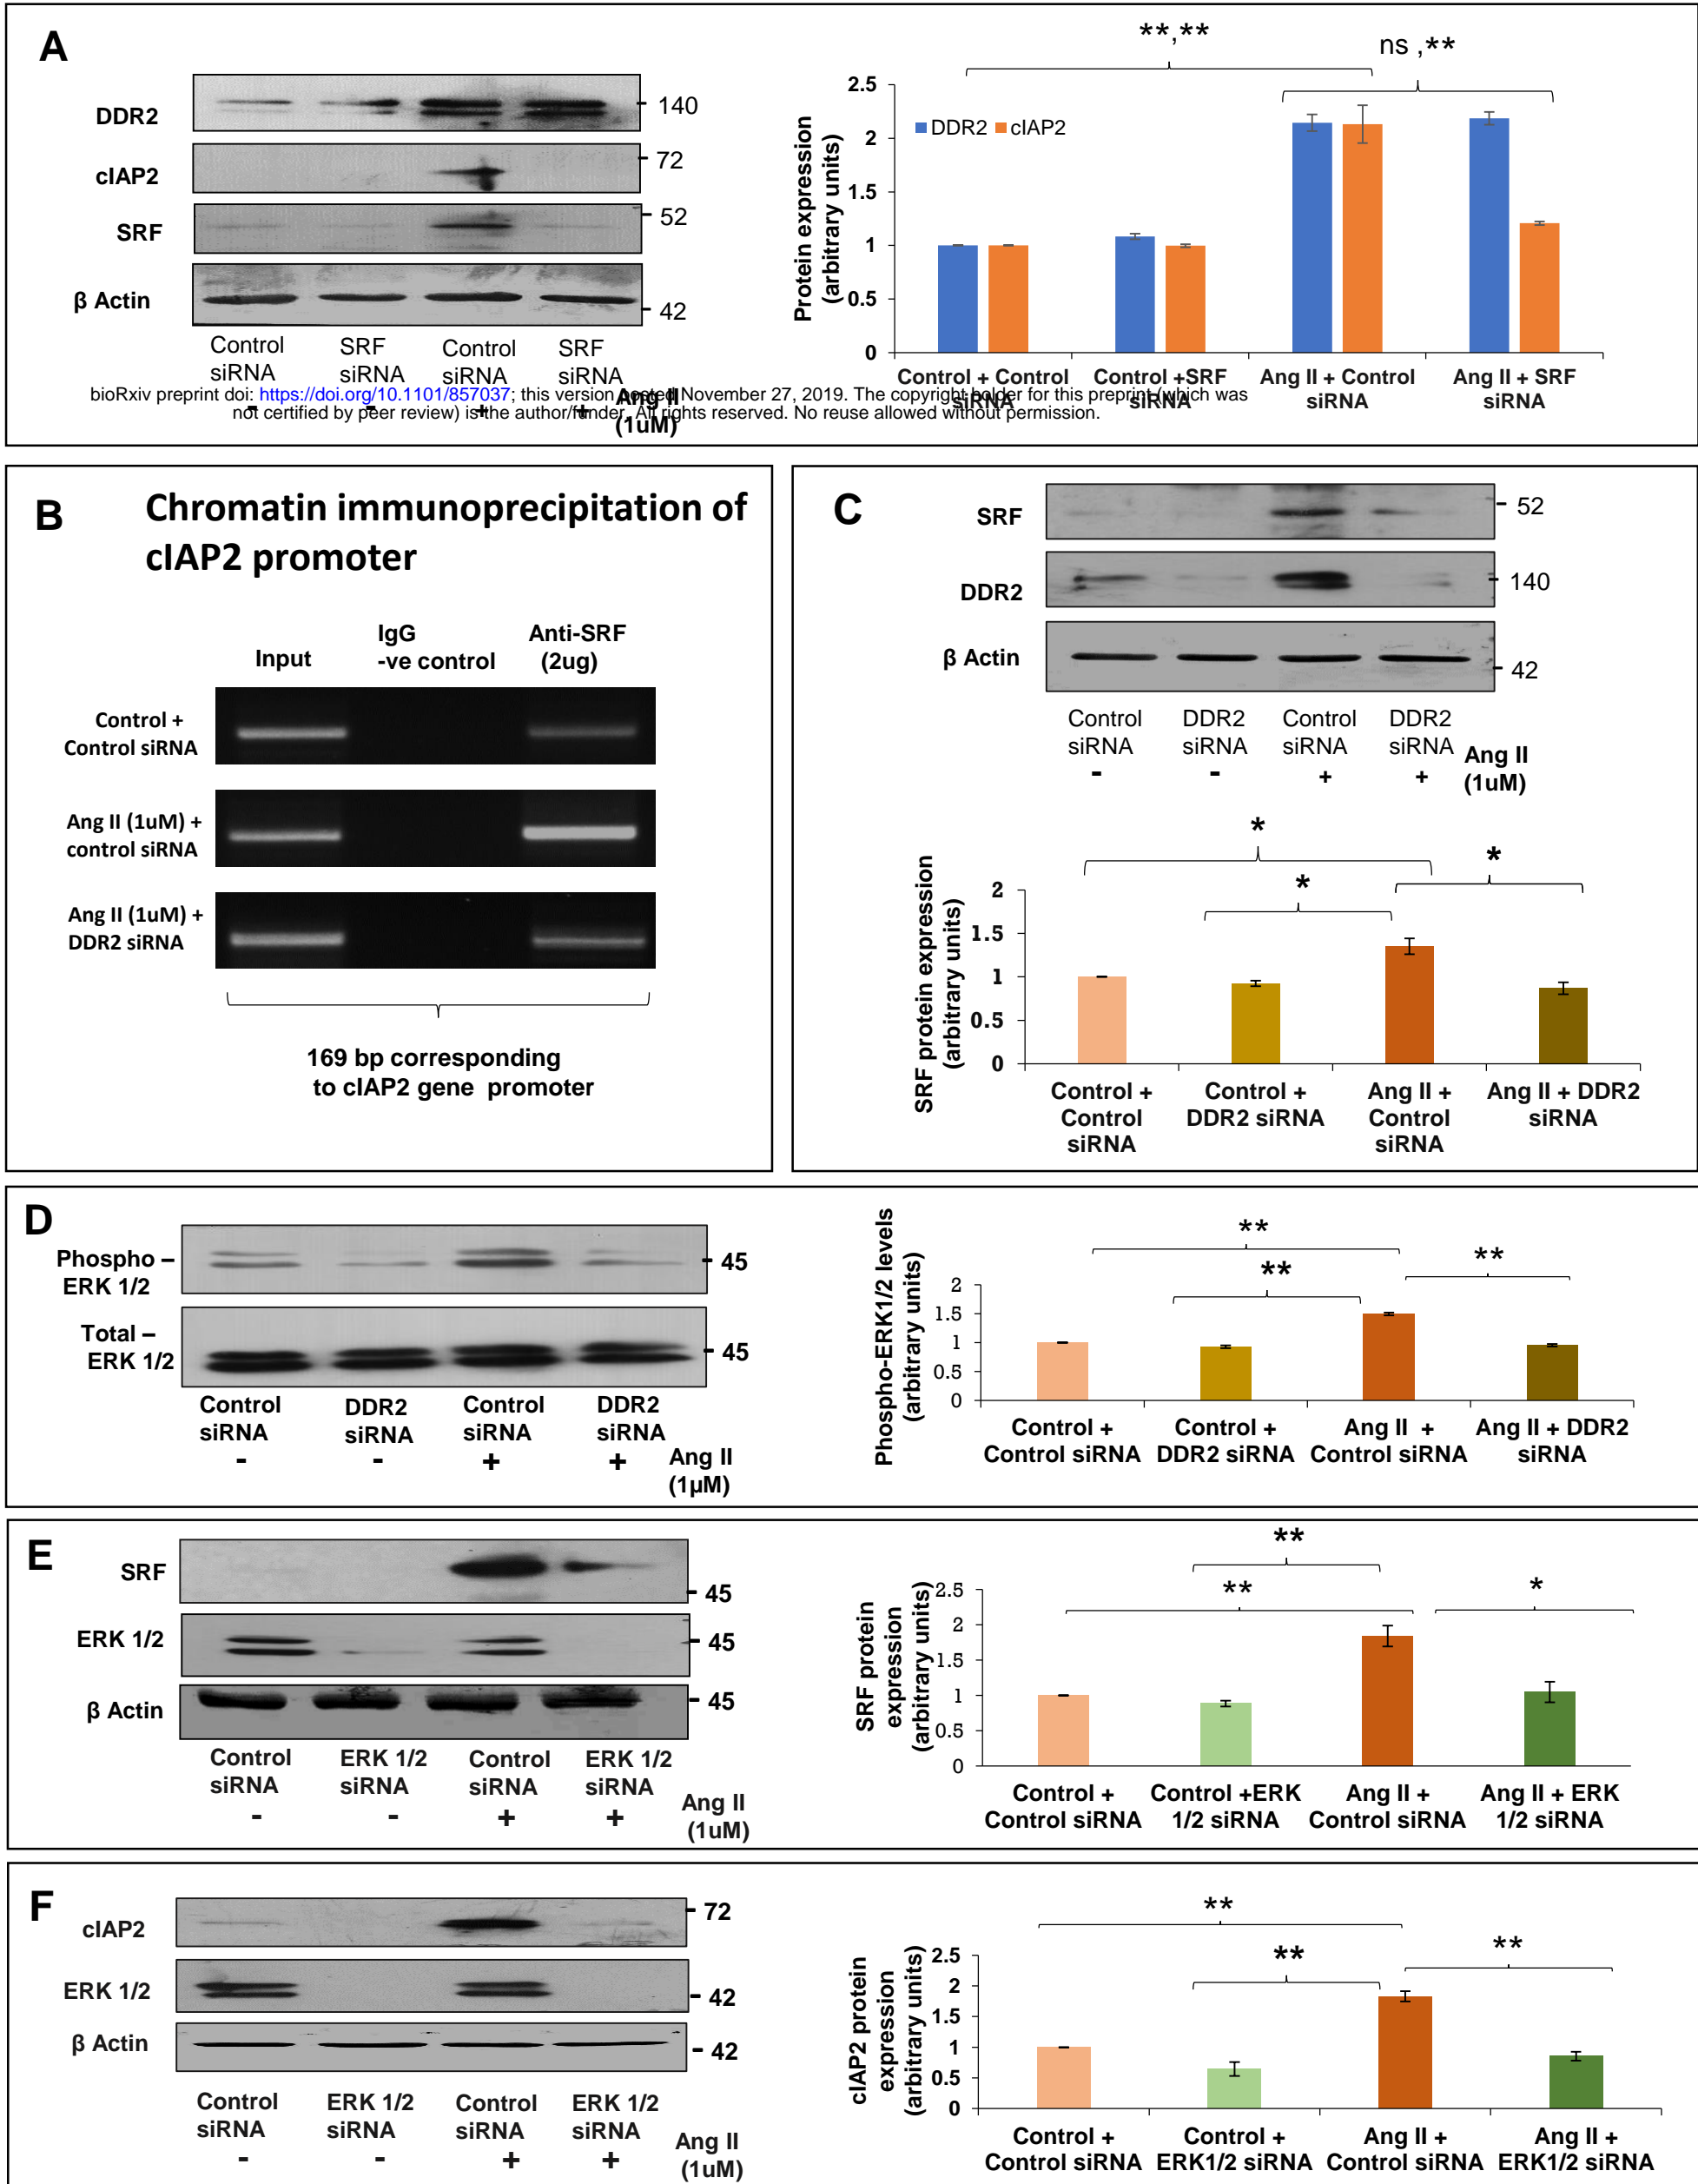 A
DDR2
140
cIAP2
72
SRF
52
β Actin
42
Control
siRNA
SRF
siRNA
Control
siRNA
SRF
siRNA
-
-
+
+
Ang II
(1uM)
**,**
ns ,**
Protein expression
(arbitrary units)
2.5
2
1.5
1
0.5
0
DDR2
cIAP2
Control + Control
siRNA
Control +SRF
siRNA
Ang II + Control
siRNA
Ang II + SRF
siRNA
bioRxiv preprint doi: https://doi.org/10.1101/857037; this version posted November 27, 2019. The copyright holder for this preprint (which was
not certified by peer review) is the author/funder. All rights reserved. No reuse allowed without permission.
B
Chromatin immunoprecipitation of
cIAP2 promoter
Input
IgG
-ve control
Anti-SRF
(2ug)
Control +
Control siRNA
Ang II (1uM) +
control siRNA
Ang II (1uM) +
DDR2 siRNA
169 bp corresponding
to cIAP2 gene promoter
C
SRF
52
DDR2
140
β Actin
42
Control
siRNA
DDR2
siRNA
Control
siRNA
DDR2
siRNA
-
-
+
+
Ang II
(1uM)
*
*
*
SRF protein expression
(arbitrary units)
2
1.5
1
0.5
0
Control +
Control
siRNA
Control +
DDR2 siRNA
Ang II +
Control
siRNA
Ang II + DDR2
siRNA
D
Phospho –
ERK 1/2
45
Total –
ERK 1/2
45
Control
siRNA
DDR2
siRNA
Control
siRNA
DDR2
siRNA
-
-
+
+
Ang II
(1µM)
**
**
**
Phospho-ERK1/2 levels
(arbitrary units)
2
1.5
1
0.5
0
Control +
Control siRNA
Control +
DDR2 siRNA
Ang II +
Control siRNA
Ang II + DDR2
siRNA
E
SRF
45
ERK 1/2
45
β Actin
45
Control
siRNA
ERK 1/2
siRNA
Control
siRNA
ERK 1/2
siRNA
-
-
+
+
Ang II
(1uM)
**
**
*
SRF protein
expression
(arbitrary units)
2.5
2
1.5
1
0.5
0
Control +
Control siRNA
Control +ERK
1/2 siRNA
Ang II +
Control siRNA
Ang II + ERK
1/2 siRNA
F
cIAP2
72
ERK 1/2
42
β Actin
42
Control
siRNA
ERK 1/2
siRNA
Control
siRNA
ERK 1/2
siRNA
-
-
+
+
Ang II
(1uM)
**
**
**
cIAP2 protein
expression
(arbitrary units)
2.5
2
1.5
1
0.5
0
Control +
Control siRNA
Control +
ERK1/2 siRNA
Ang II +
Control siRNA
Ang II +
ERK1/2 siRNA